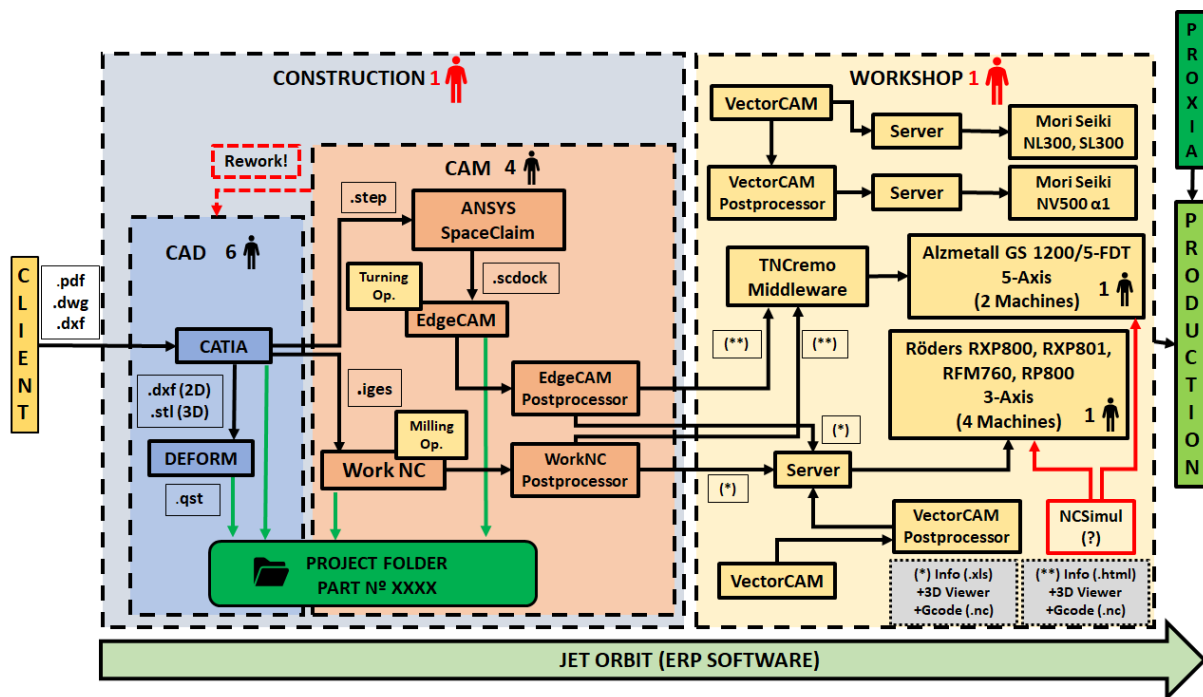 CONSTRUCTION 1
WORKSHOP 1
PROXIA
PRODUCTION
CLIENT
.pdf
.dwg
.dxf
Rework!
CAD 6
CATIA
.dxf (2D)
.stl (3D)
DEFORM
.qst
CAM 4
.step
ANSYS
SpaceClaim
.scdock
Turning
Op.
EdgeCAM
.iges
Milling
Op.
Work NC
EdgeCAM
Postprocessor
WorkNC
Postprocessor
PROJECT FOLDER
PART Nº XXXX
VectorCAM
Server
Mori Seiki
NL300, SL300
VectorCAM
Postprocessor
Server
Mori Seiki
NV500 α1
TNCremo
Middleware
Alzmetall GS 1200/5-FDT
5-Axis
(2 Machines)
1
(**)
(**)
Röders RXP800, RXP801,
RFM760, RP800
3-Axis
(4 Machines)
1
(*)
(*)
Server
VectorCAM
Postprocessor
VectorCAM
NCSimul
(?)
(*) Info (.xls)
+3D Viewer
+Gcode (.nc)
(**) Info (.html)
+3D Viewer
+Gcode (.nc)
JET ORBIT (ERP SOFTWARE)